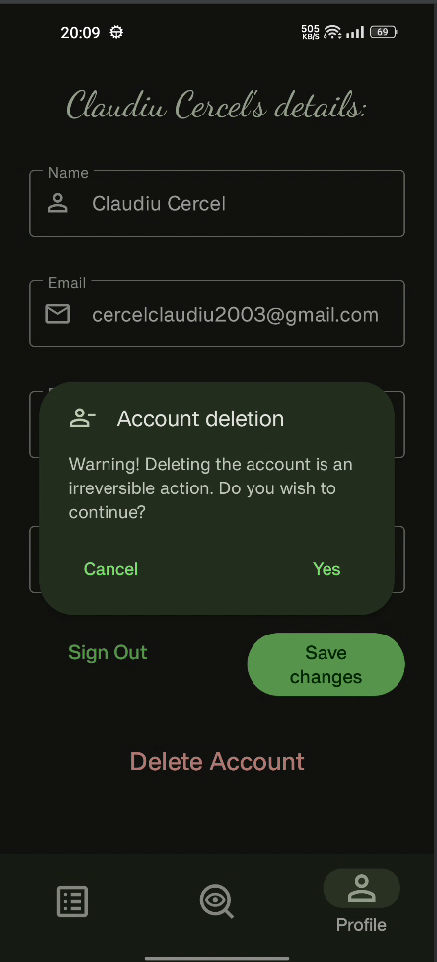 20:09
505
KB/S
69
Claudiu Cercel's details:
Name
Claudiu Cercel
Email
cercelclaudiu2003@gmail.com
Account deletion
Warning! Deleting the account is an
irreversible action. Do you wish to
continue?
Cancel
Yes
Sign Out
Save
changes
Delete Account
Profile